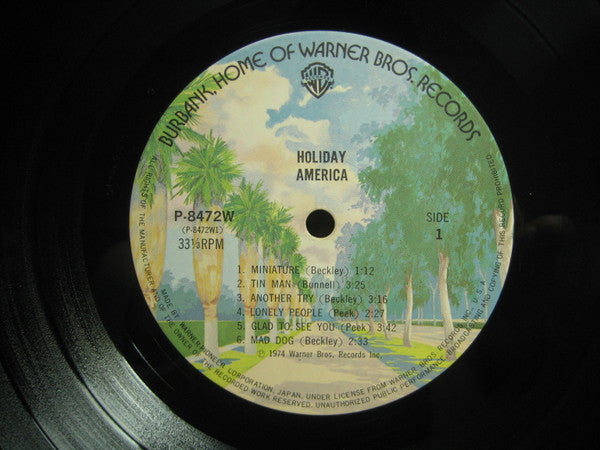 BURBANK, HOME OF WARNER BROS. RECORDS
HOLIDAY
AMERICA
P-8472W
(P-8472W1)
33⅓RPM
SIDE
1
1. MINIATURE (Beckley) 1:12
2. TIN MAN (Bunnell) 3:25
3. ANOTHER TRY (Beckley) 3:16
4. LONELY PEOPLE (Peek) 2:27
5. GLAD TO SEE YOU (Peek) 3:42
6. MAD DOG (Beckley) 2:33
℗ 1974 Warner Bros. Records Inc.
MADE BY WARNER-PIONEER CORPORATION, JAPAN, UNDER LICENSE FROM WARNER BROS. RECORDS INC., U.S.A.
ALL RIGHTS OF THE MANUFACTURER AND OF THE OWNER OF THE RECORDED WORK RESERVED. UNAUTHORIZED PUBLIC PERFORMANCE, BROADCASTING AND COPYING OF THIS RECORD PROHIBITED